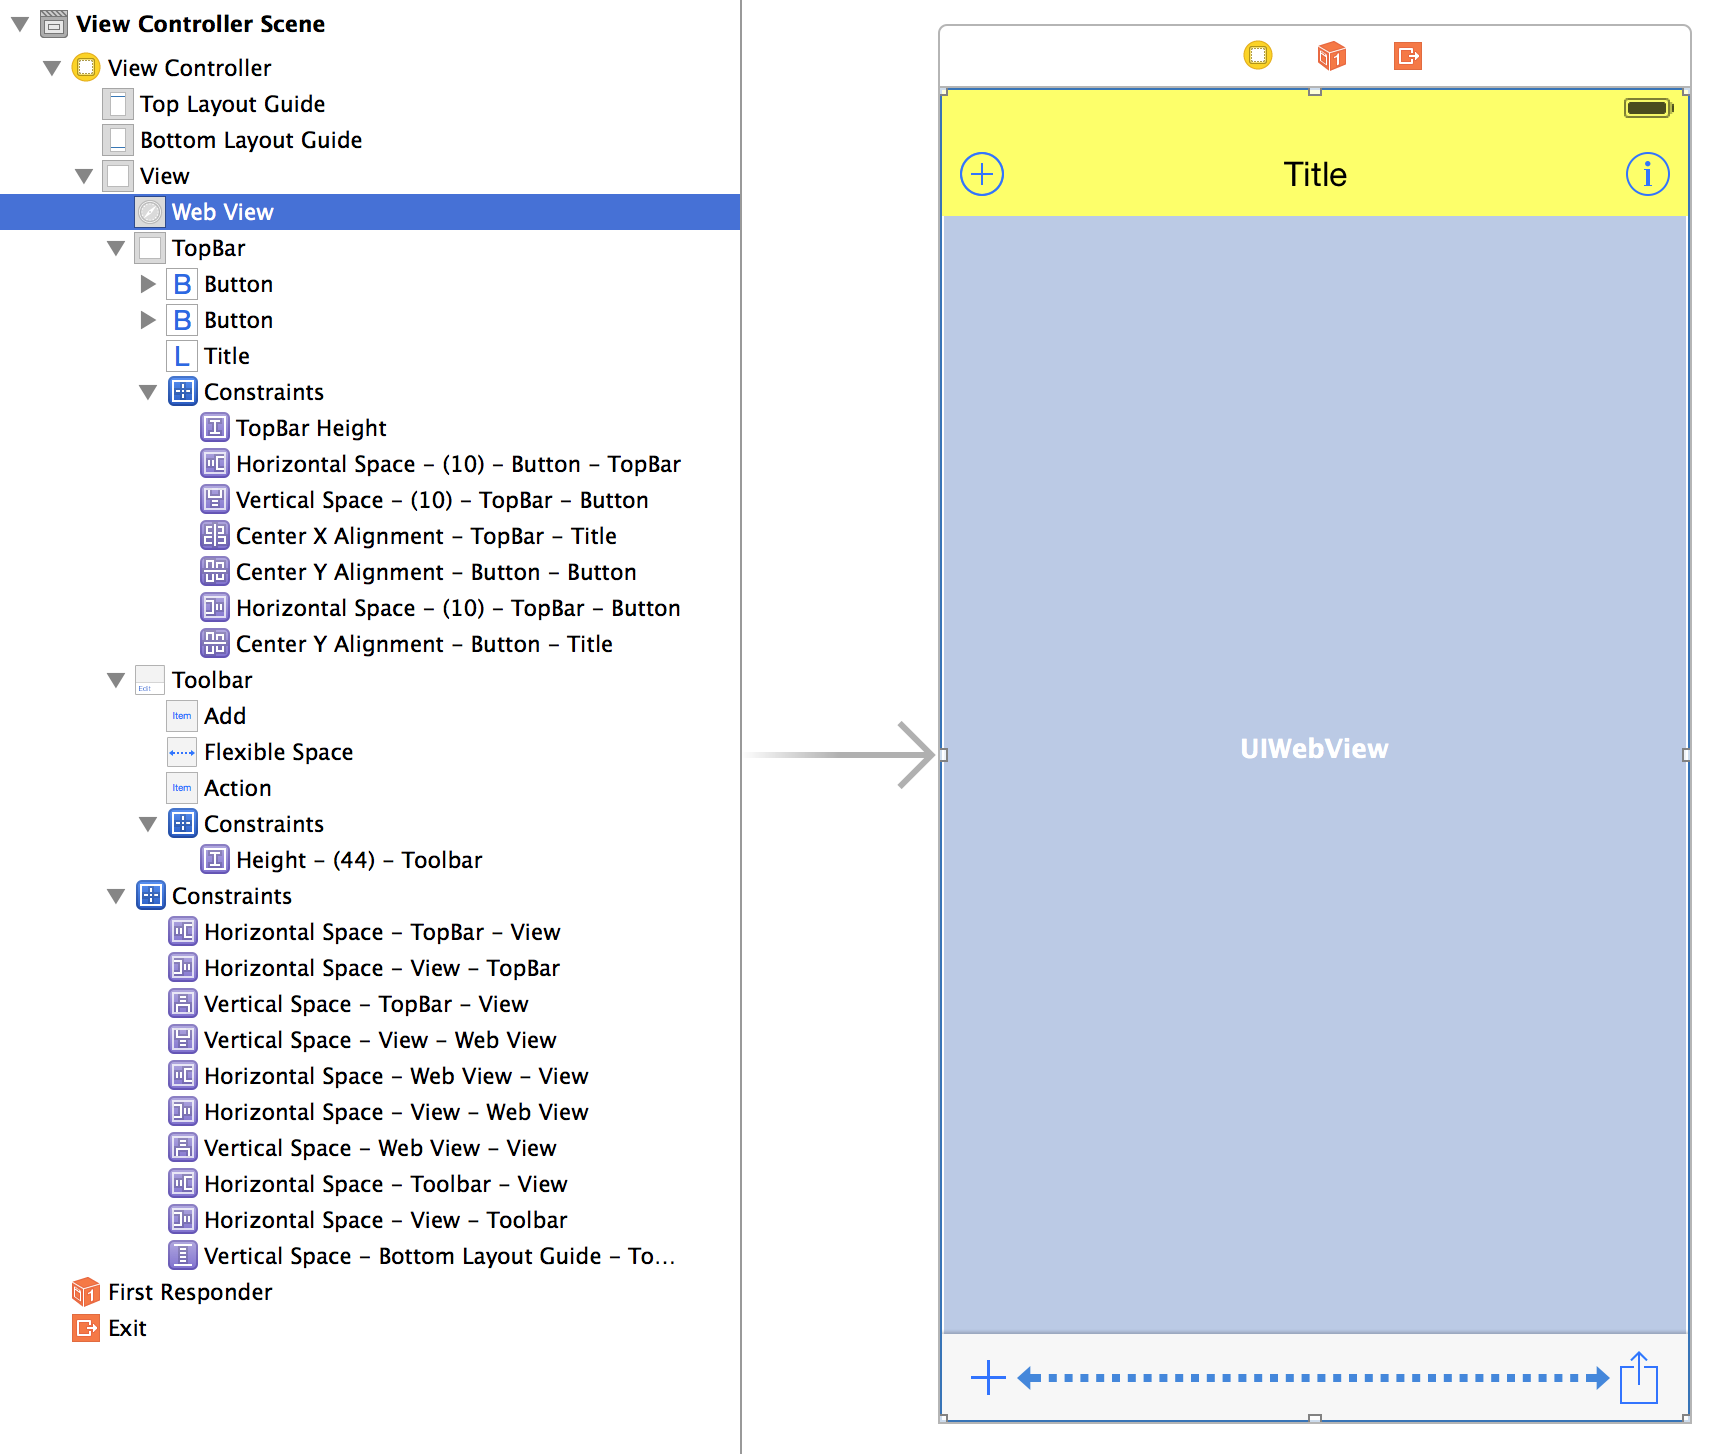 View Controller Scene
View Controller
Top Layout Guide
Bottom Layout Guide
View
Web View
TopBar
B Button
B Button
L Title
Constraints
TopBar Height
Horizontal Space - (10) - Button - TopBar
Vertical Space - (10) - TopBar - Button
Center X Alignment - TopBar - Title
Center Y Alignment - Button - Button
Horizontal Space - (10) - TopBar - Button
Center Y Alignment - Button - Title
Constraints
Edit Toolbar
Item Add
Flexible Space
Item Action
Constraints
Height - (44) - Toolbar
Constraints
Horizontal Space - TopBar - View
Horizontal Space - View - TopBar
Vertical Space - TopBar - View
Vertical Space - View - Web View
Horizontal Space - Web View - View
Horizontal Space - View - Web View
Vertical Space - Web View - View
Horizontal Space - Toolbar - View
Horizontal Space - View - Toolbar
Vertical Space - Bottom Layout Guide - To...
1 First Responder
Exit
1
Title
i
UIWebView